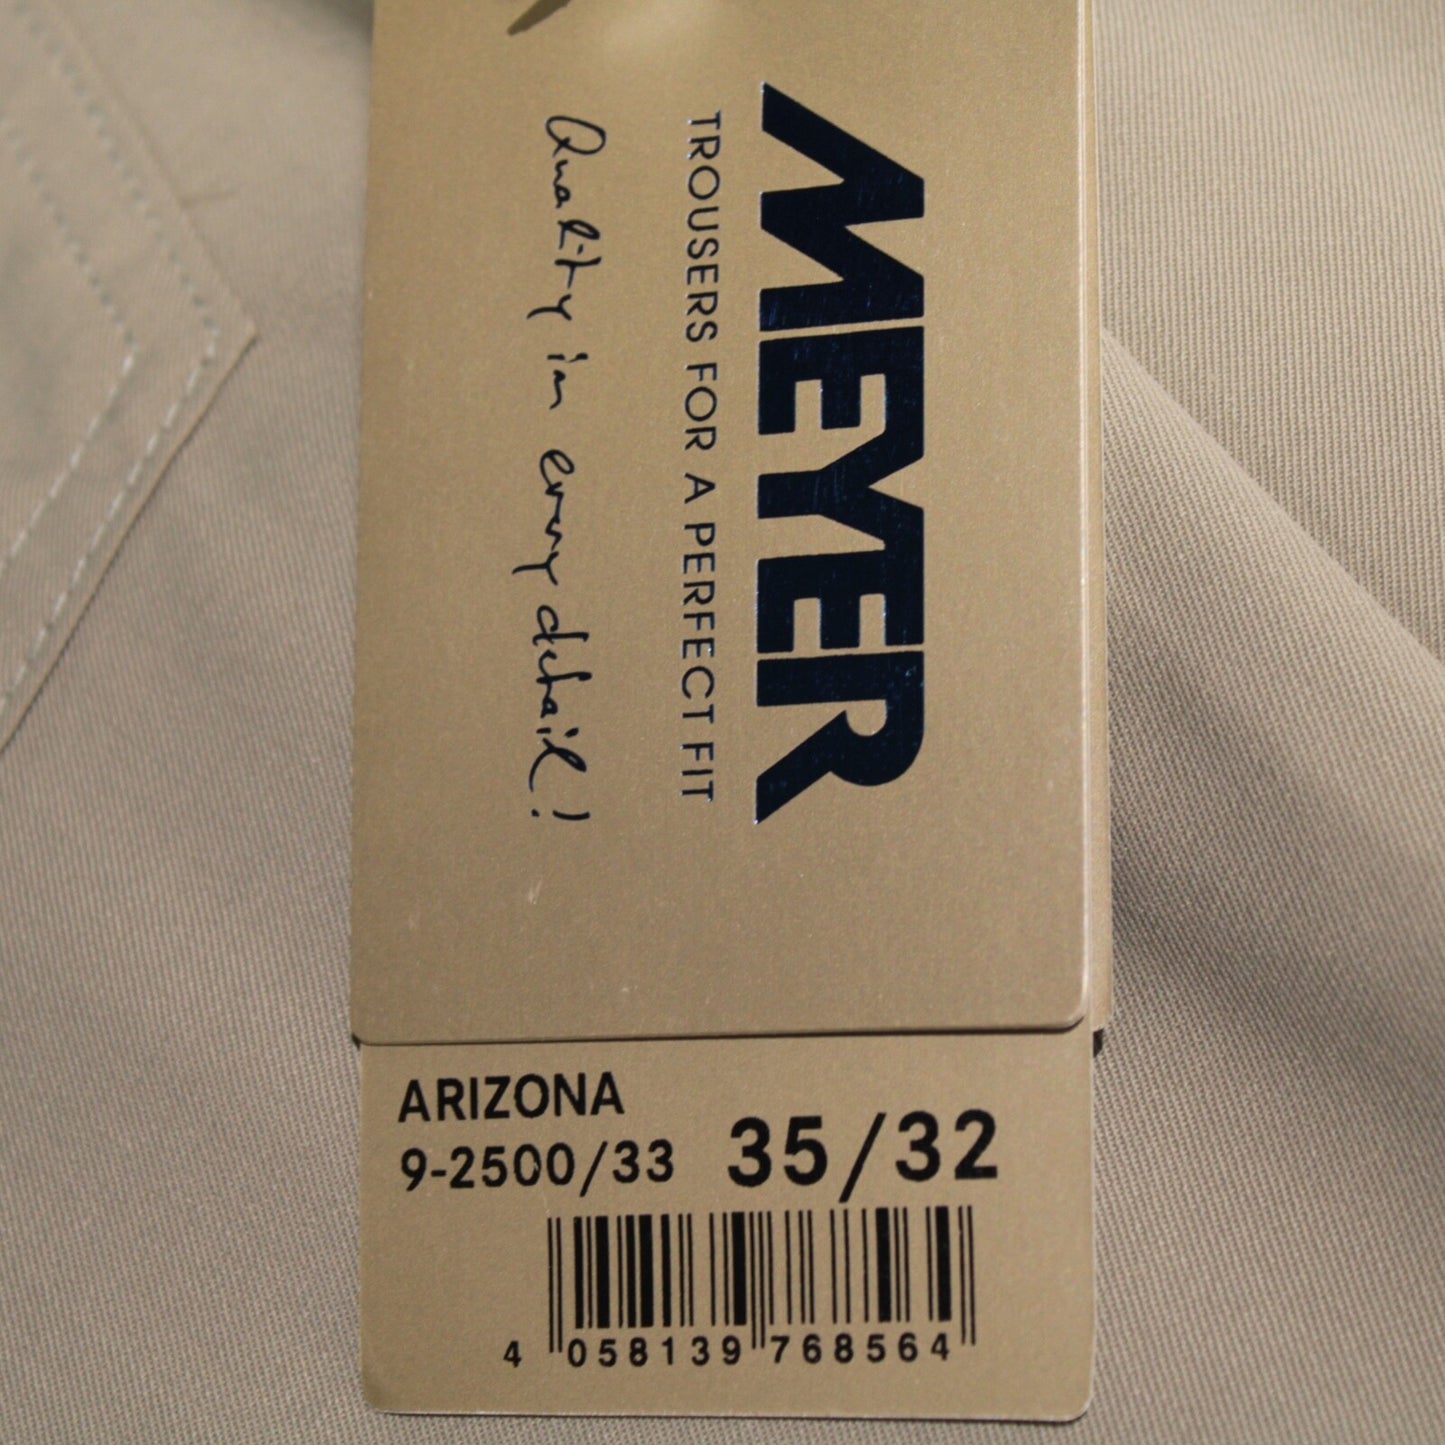 MEYER
TROUSERS FOR A PERFECT FIT
Quality in every detail!
ARIZONA
9-2500/33 35/32
4 058139 768564